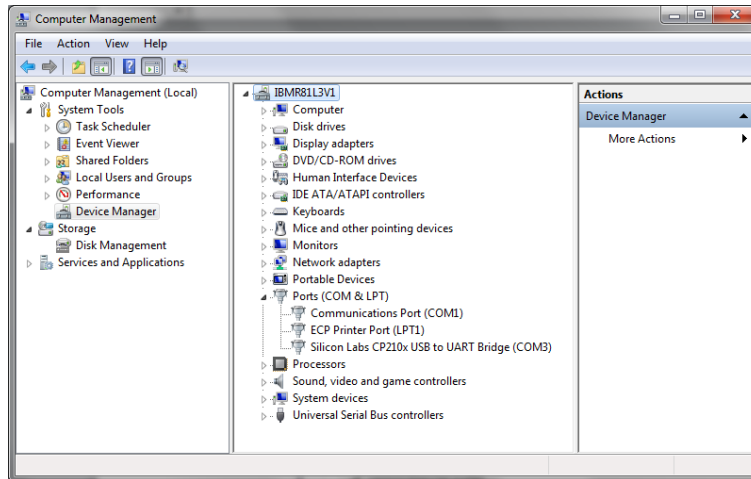 Computer Management
File Action View Help
Computer Management (Local)
System Tools
Task Scheduler
Event Viewer
Shared Folders
Local Users and Groups
Performance
Device Manager
Storage
Disk Management
Services and Applications
IBMR81L3V1
Computer
Disk drives
Display adapters
DVD/CD-ROM drives
Human Interface Devices
IDE ATA/ATAPI controllers
Keyboards
Mice and other pointing devices
Monitors
Network adapters
Portable Devices
Ports (COM & LPT)
Communications Port (COM1)
ECP Printer Port (LPT1)
Silicon Labs CP210x USB to UART Bridge (COM3)
Processors
Sound, video and game controllers
System devices
Universal Serial Bus controllers
Actions
Device Manager
More Actions